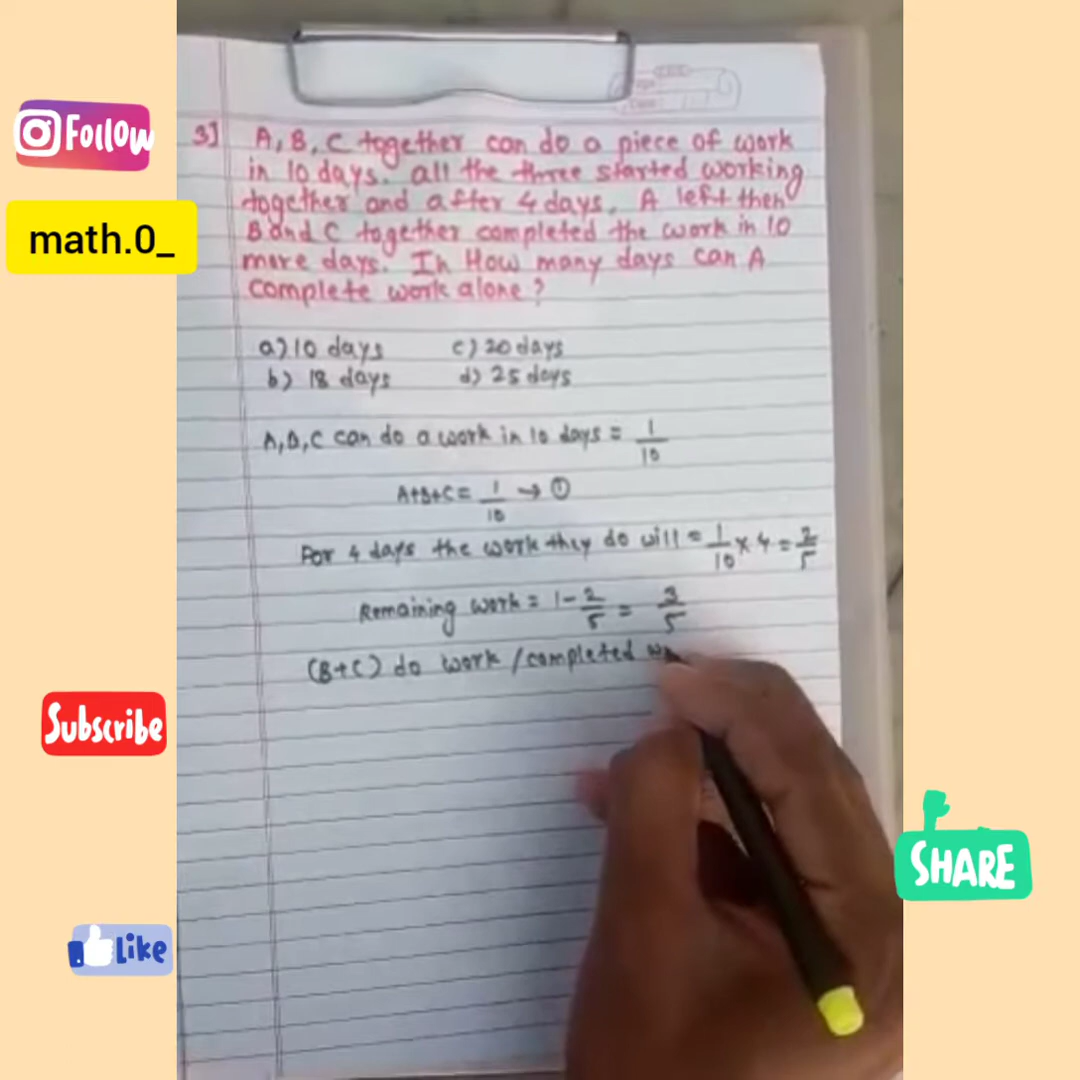 Follow
math.0_
3] A, B, C together can do a piece of work
in 10 days. all the three started working
together and after 4 days, A left then
B and C together completed the work in 10
more days. In How many days can A
complete work alone?
a) 10 days c) 20 days
b) 18 days d) 25 days
A,B,C can do a work in 10 days = 1/10
A+B+C = 1/10 → ①
For 4 days the work they do will = 1/10 × 4 = 2/5
Remaining work = 1 - 2/5 = 3/5
(B+C) do work / completed
Subscribe
Like
SHARE